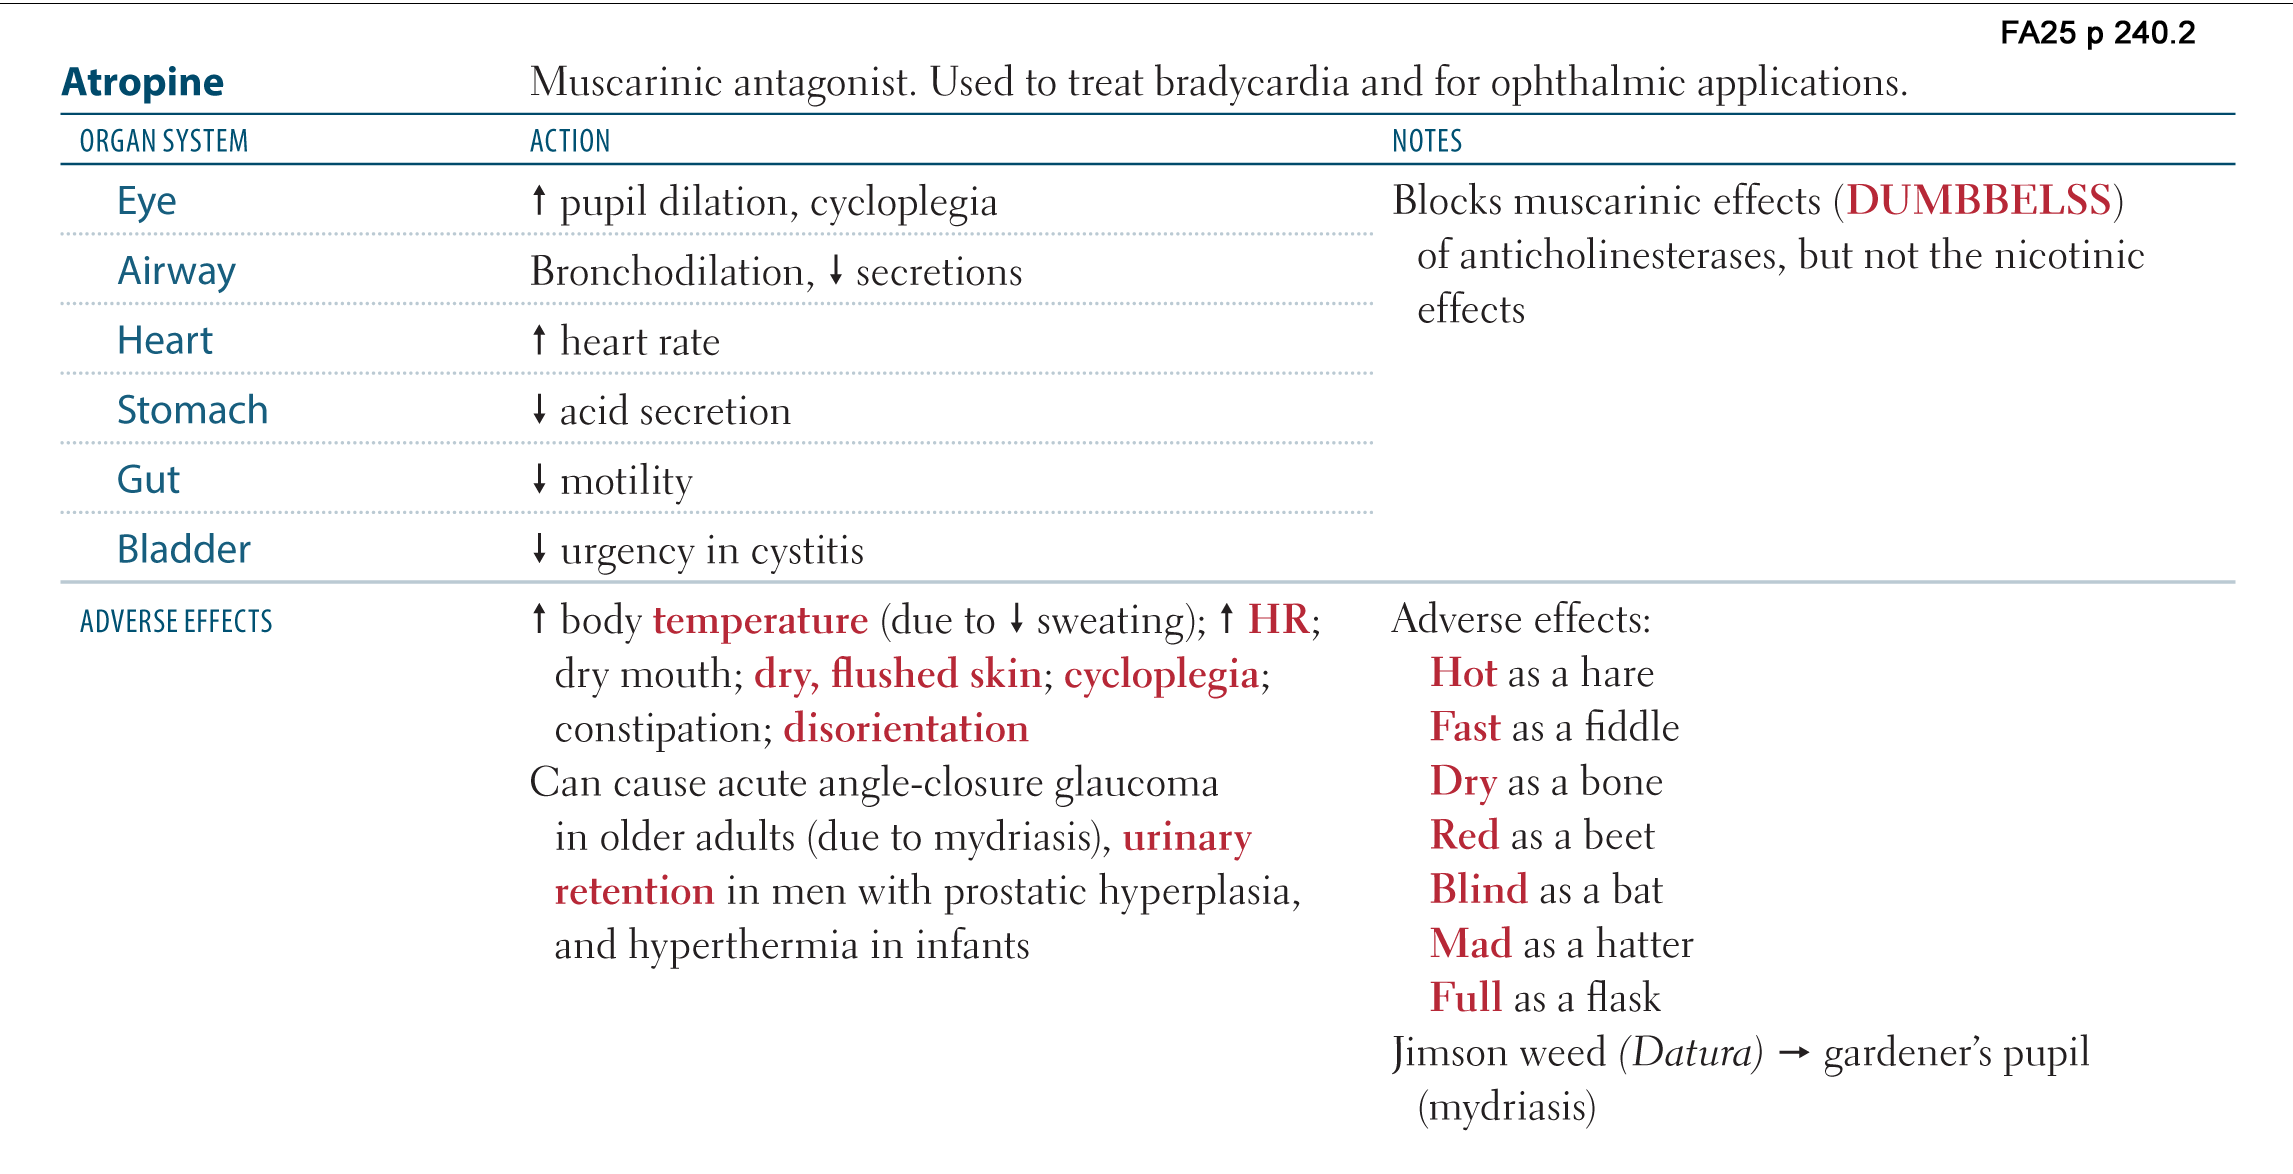 FA25 p 240.2
Atropine Muscarinic antagonist. Used to treat bradycardia and for ophthalmic applications.
ORGAN SYSTEM ACTION NOTES
Eye ↑ pupil dilation, cycloplegia Blocks muscarinic effects (DUMBBELSS)
of anticholinesterases, but not the nicotinic
Airway Bronchodilation, ↓ secretions
effects
Heart ↑ heart rate
Stomach ↓ acid secretion
Gut ↓ motility
Bladder ↓ urgency in cystitis
ADVERSE EFFECTS ↑ body temperature (due to ↓ sweating); ↑ HR; Adverse effects:
dry mouth; dry, flushed skin; cycloplegia; Hot as a hare
constipation; disorientation Fast as a fiddle
Can cause acute angle-closure glaucoma Dry as a bone
in older adults (due to mydriasis), urinary Red as a beet
retention in men with prostatic hyperplasia, Blind as a bat
and hyperthermia in infants Mad as a hatter
Full as a flask
Jimson weed (Datura) → gardener’s pupil
(mydriasis)